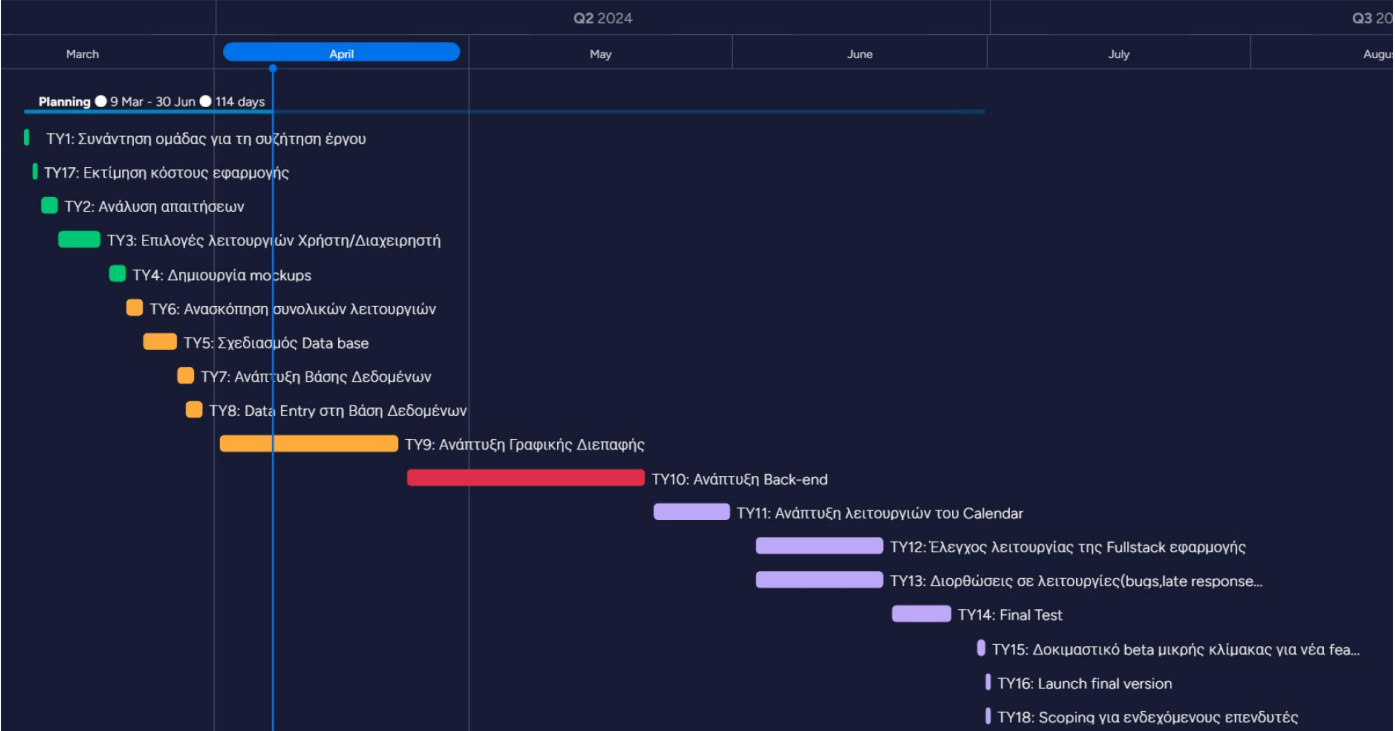 Q2 2024 Q3 20
March April May June July Augu
Planning 9 Mar - 30 Jun 114 days
TY1: Συνάντηση ομάδας για τη συζήτηση έργου
TY17: Εκτίμηση κόστους εφαρμογής
TY2: Ανάλυση απαιτήσεων
TY3: Επιλογές λειτουργιών Χρήστη/Διαχειρηστή
TY4: Δημιουργία mockups
TY6: Ανασκόπηση συνολικών λειτουργιών
TY5: Σχεδιασμός Data base
TY7: Ανάπτυξη Βάσης Δεδομένων
TY8: Data Entry στη Βάση Δεδομένων
TY9: Ανάπτυξη Γραφικής Διεπαφής
TY10: Ανάπτυξη Back-end
TY11: Ανάπτυξη λειτουργιών του Calendar
TY12: Έλεγχος λειτουργίας της Fullstack εφαρμογής
TY13: Διορθώσεις σε λειτουργίες(bugs,late response...
TY14: Final Test
TY15: Δοκιμαστικό beta μικρής κλίμακας για νέα fea...
TY16: Launch final version
TY18: Scoping για ενδεχόμενους επενδυτές